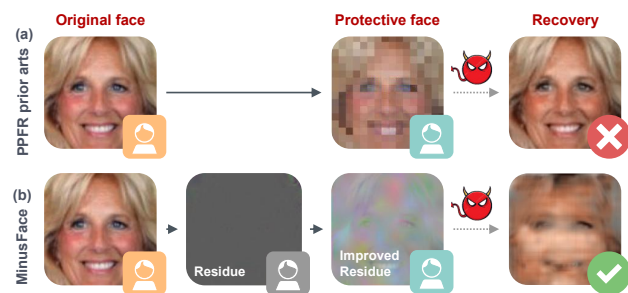 Original face
Protective face
Recovery
(a)
PPFR prior arts
(b)
MinusFace
Residue
Improved
Residue